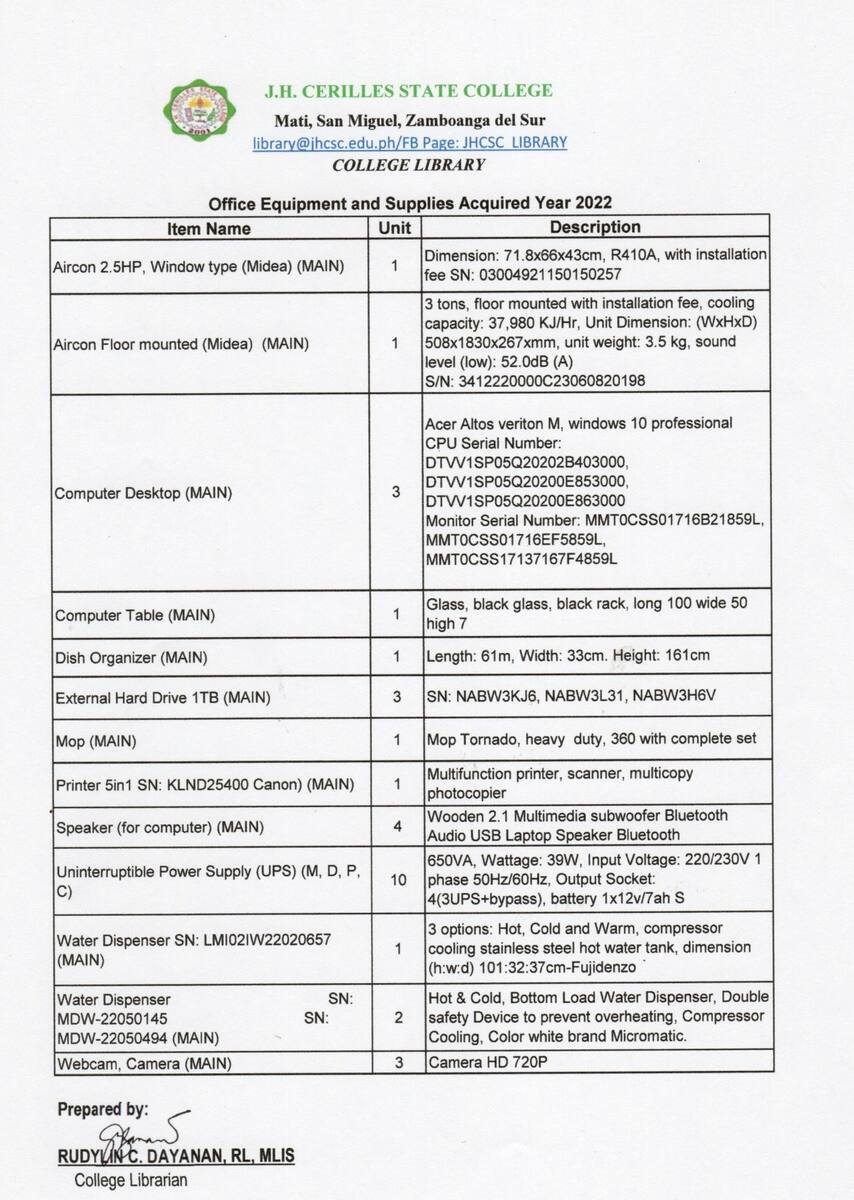 J.H. CERILLES STATE COLLEGE
2001
J.H. CERILLES STATE COLLEGE
Mati, San Miguel, Zamboanga del Sur
library@jhcsc.edu.ph/FB Page: JHCSC LIBRARY
COLLEGE LIBRARY
Office Equipment and Supplies Acquired Year 2022
Item Name Unit Description
Aircon 2.5HP, Window type (Midea) (MAIN) 1 Dimension: 71.8x66x43cm, R410A, with installation
fee SN: 03004921150150257
Aircon Floor mounted (Midea) (MAIN) 1 3 tons, floor mounted with installation fee, cooling
capacity: 37,980 KJ/Hr, Unit Dimension: (WxHxD)
508x1830x267xmm, unit weight: 3.5 kg, sound
level (low): 52.0dB (A)
S/N: 3412220000C23060820198
Computer Desktop (MAIN) 3 Acer Altos veriton M, windows 10 professional
CPU Serial Number:
DTVV1SP05Q20202B403000,
DTVV1SP05Q20200E853000,
DTVV1SP05Q20200E863000
Monitor Serial Number: MMT0CSS01716B21859L,
MMT0CSS01716EF5859L,
MMT0CSS17137167F4859L
Computer Table (MAIN) 1 Glass, black glass, black rack, long 100 wide 50
high 7
Dish Organizer (MAIN) 1 Length: 61m, Width: 33cm. Height: 161cm
External Hard Drive 1TB (MAIN) 3 SN: NABW3KJ6, NABW3L31, NABW3H6V
Mop (MAIN) 1 Mop Tornado, heavy duty, 360 with complete set
Printer 5in1 SN: KLND25400 Canon) (MAIN) 1 Multifunction printer, scanner, multicopy
photocopier
Speaker (for computer) (MAIN) 4 Wooden 2.1 Multimedia subwoofer Bluetooth
Audio USB Laptop Speaker Bluetooth
Uninterruptible Power Supply (UPS) (M, D, P,
C) 10 650VA, Wattage: 39W, Input Voltage: 220/230V 1
phase 50Hz/60Hz, Output Socket:
4(3UPS+bypass), battery 1x12v/7ah S
Water Dispenser SN: LMI02IW22020657
(MAIN) 1 3 options: Hot, Cold and Warm, compressor
cooling stainless steel hot water tank, dimension
(h:w:d) 101:32:37cm-Fujidenzo
Water Dispenser SN:
MDW-22050145 SN:
MDW-22050494 (MAIN) 2 Hot & Cold, Bottom Load Water Dispenser, Double
safety Device to prevent overheating, Compressor
Cooling, Color white brand Micromatic.
Webcam, Camera (MAIN) 3 Camera HD 720P
Prepared by:
RUDYLIN C. DAYANAN, RL, MLIS
College Librarian